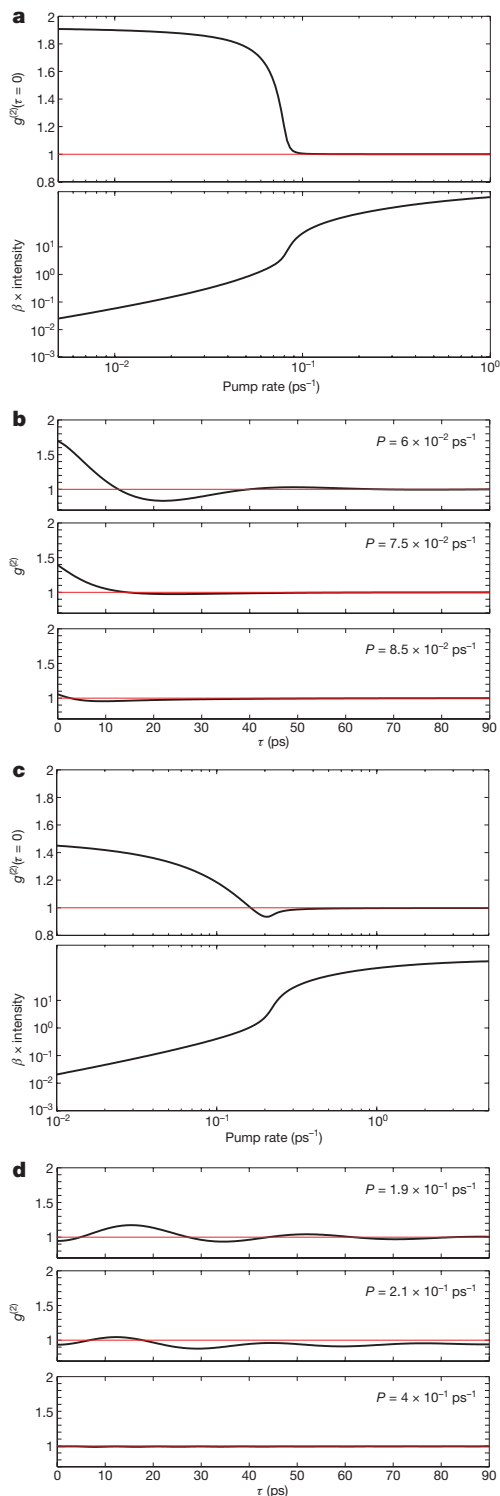 a
2
1.8
1.6
1.4
1.2
1
0.8
g(2)(τ = 0)
10¹
10⁰
10⁻¹
10⁻²
10⁻³
β × intensity
10⁻² 10⁻¹ 10⁰
Pump rate (ps⁻¹)
b
2
1.5
1
P = 6 × 10⁻² ps⁻¹
2
1.5
1
P = 7.5 × 10⁻² ps⁻¹
g(2)
2
1.5
1
P = 8.5 × 10⁻² ps⁻¹
0 10 20 30 40 50 60 70 80 90
τ (ps)
c
2
1.8
1.6
1.4
1.2
1
0.8
g(2)(τ = 0)
10¹
10⁰
10⁻¹
10⁻²
10⁻³
β × intensity
10⁻² 10⁻¹ 10⁰
Pump rate (ps⁻¹)
d
2
1.5
1
P = 1.9 × 10⁻¹ ps⁻¹
2
1.5
1
P = 2.1 × 10⁻¹ ps⁻¹
g(2)
2
1.5
1
P = 4 × 10⁻¹ ps⁻¹
0 10 20 30 40 50 60 70 80 90
τ (ps)